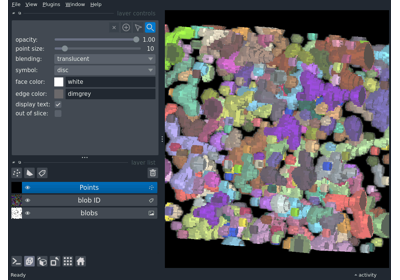 File View Plugins Window Help
layer controls
opacity: 1.00
point size: 10
blending: translucent
symbol: disc
face color: white
edge color: dimgrey
display text:
out of slice:
layer list
Points
blob ID
blobs
Ready activity